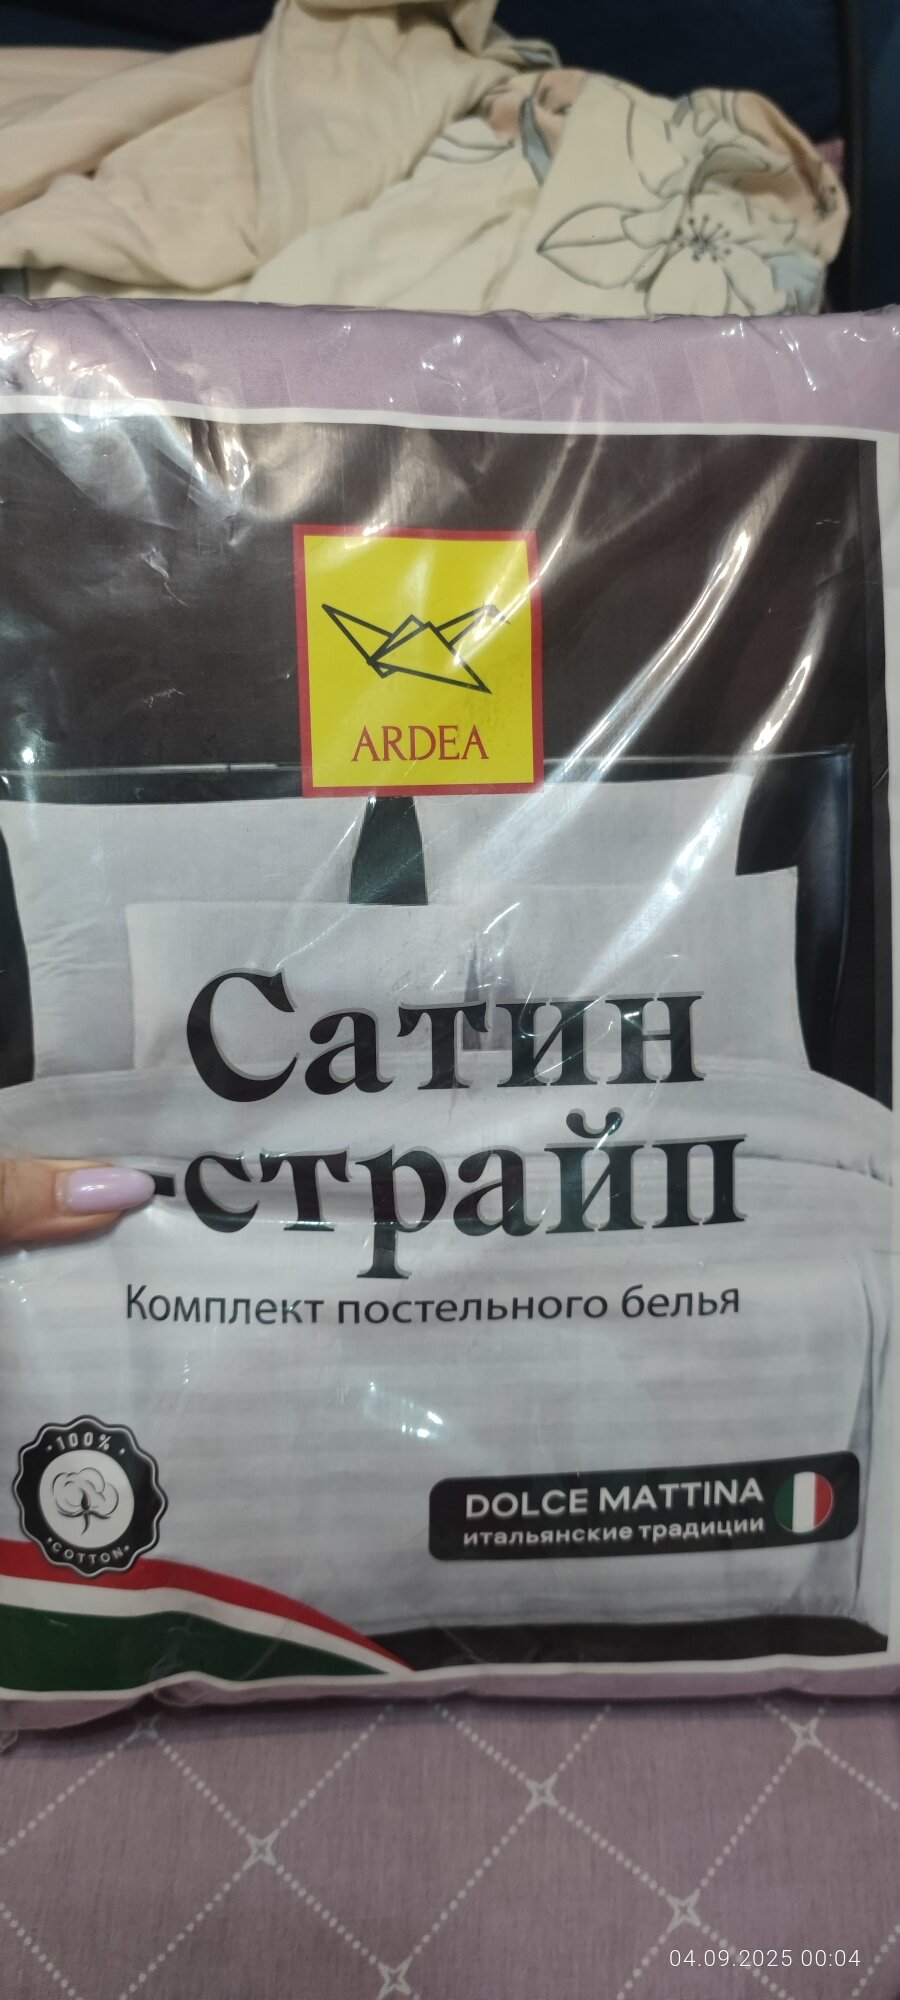 ARDEA
Сатин
-страйп
Комплект постельного белья
100%
COTTON
DOLCE MATTINA
итальянские традиции
04.09.2025 00:04